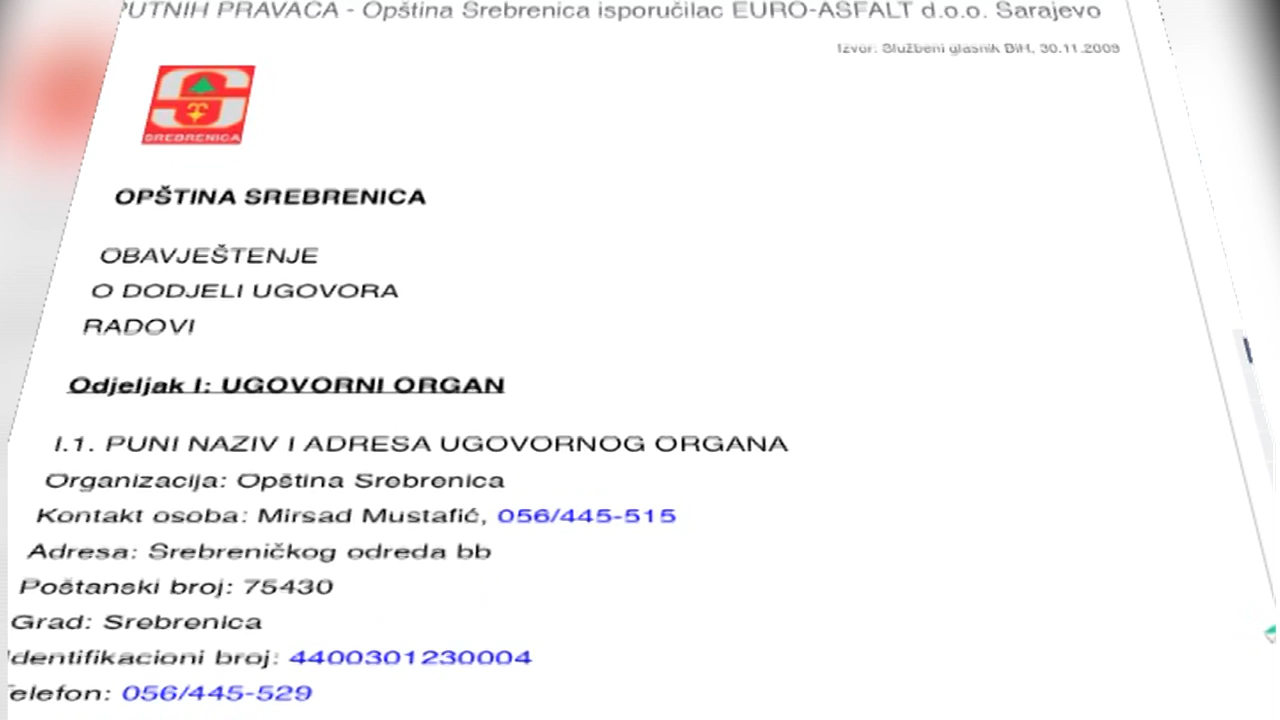 PUTNIH PRAVACA - Opština Srebrenica isporučilac EURO-ASFALT d.o.o. Sarajevo
Izvor: Službeni glasnik BiH, 30.11.2009
SREBRENICA
OPŠTINA SREBRENICA
OBAVJEŠTENJE
O DODJELI UGOVORA
RADOVI
Odjeljak I: UGOVORNI ORGAN
I.1. PUNI NAZIV I ADRESA UGOVORNOG ORGANA
Organizacija: Opština Srebrenica
Kontakt osoba: Mirsad Mustafić, 056/445-515
Adresa: Srebreničkog odreda bb
Poštanski broj: 75430
Grad: Srebrenica
Identifikacioni broj: 4400301230004
Telefon: 056/445-529